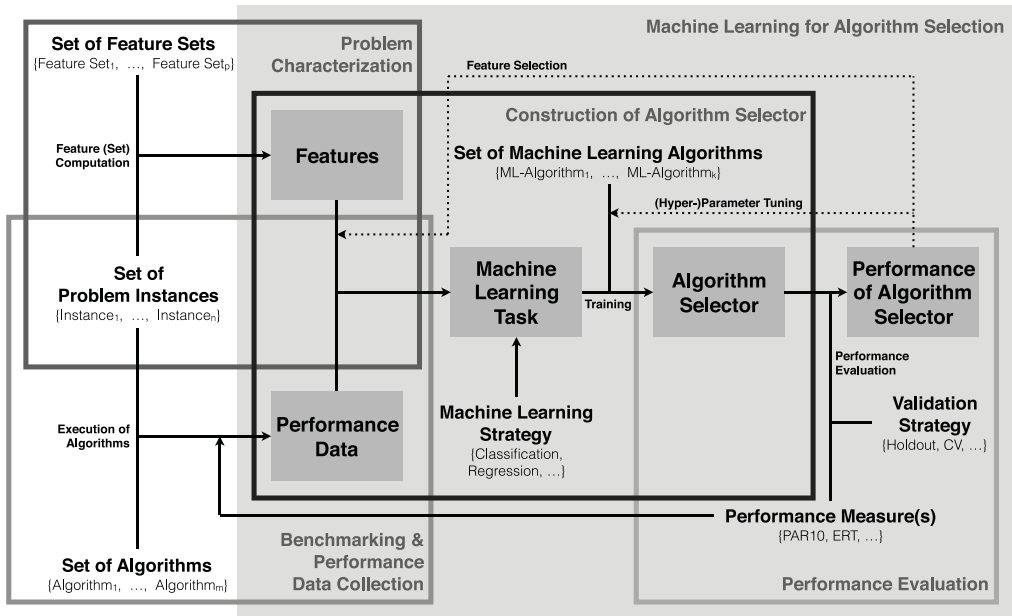 Set of Feature Sets
{Feature Set₁, ..., Feature Setₚ}
Problem
Characterization
Machine Learning for Algorithm Selection
Feature Selection
Feature (Set)
Computation
Features
Construction of Algorithm Selector
Set of Machine Learning Algorithms
{ML-Algorithm₁, ..., ML-Algorithmₖ}
(Hyper-)Parameter Tuning
Set of
Problem Instances
{Instance₁, ..., Instanceₙ}
Machine
Learning
Task
Training
Algorithm
Selector
Performance
of Algorithm
Selector
Performance
Evaluation
Execution of
Algorithms
Performance
Data
Machine Learning
Strategy
{Classification,
Regression, ...}
Validation
Strategy
{Holdout, CV, ...}
Performance Measure(s)
{PAR10, ERT, ...}
Set of Algorithms
{Algorithm₁, ..., Algorithmₘ}
Benchmarking &
Performance
Data Collection
Performance Evaluation